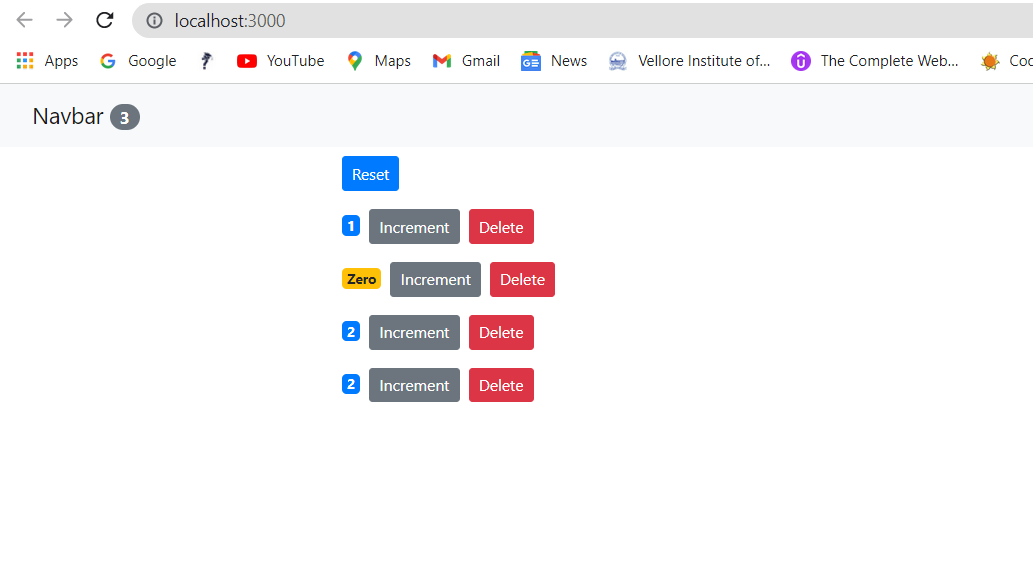 localhost:3000
Apps Google YouTube Maps Gmail News Vellore Institute of... The Complete Web...
Navbar 3
Reset
1 Increment Delete
Zero Increment Delete
2 Increment Delete
2 Increment Delete